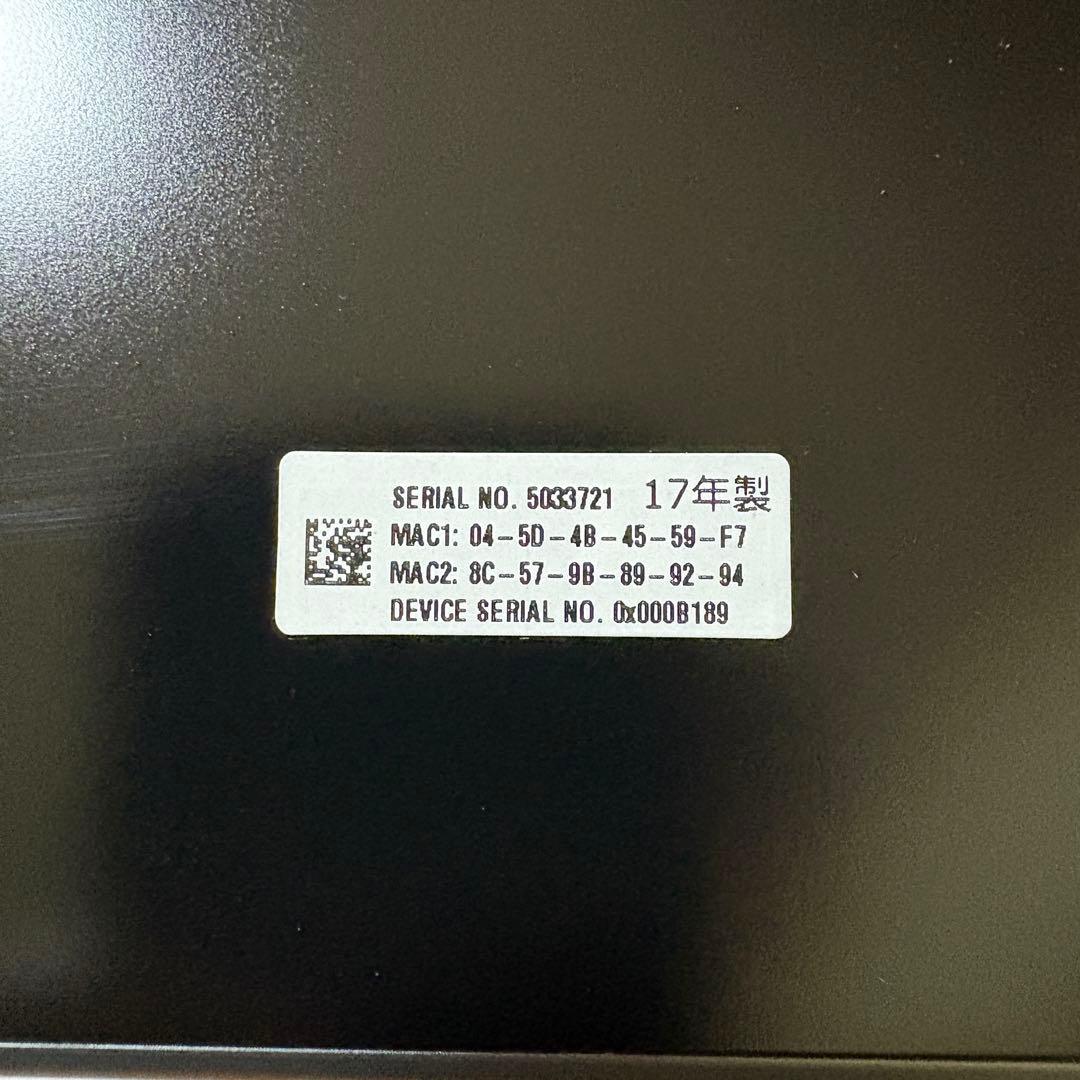 SERIAL NO. 5033721 17年製
MAC1: 04-5D-4B-45-59-F7
MAC2: 8C-57-9B-89-92-94
DEVICE SERIAL NO. 0x000B189